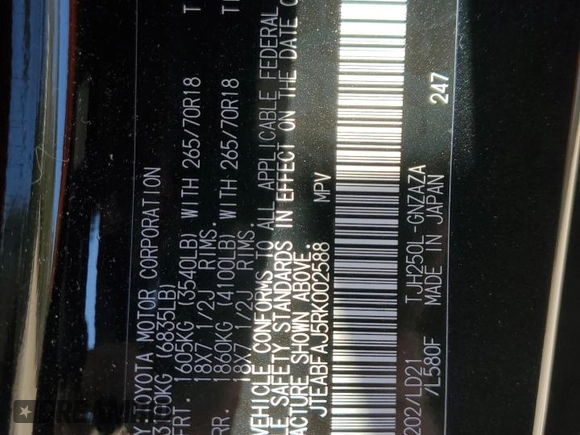 Y TOYOTA MOTOR CORPORATION
3100KG (6835LB)
FRT. 1605KG (3540LB) WITH 265/70R18 T
18X7 1/2J RIMS.
RR. 1860KG (4100LB) WITH 265/70R18 TI
18X7 1/2J RIMS.
VEHICLE CONFORMS TO ALL APPLICABLE FEDERAL
LE SAFETY STANDARDS IN EFFECT ON THE DATE O
ACTURE SHOWN ABOVE.
JTEABFAJ5RK002588 MPV
247
202/LD21 TJH250L-GNZAZA
/L580F MADE IN JAPAN